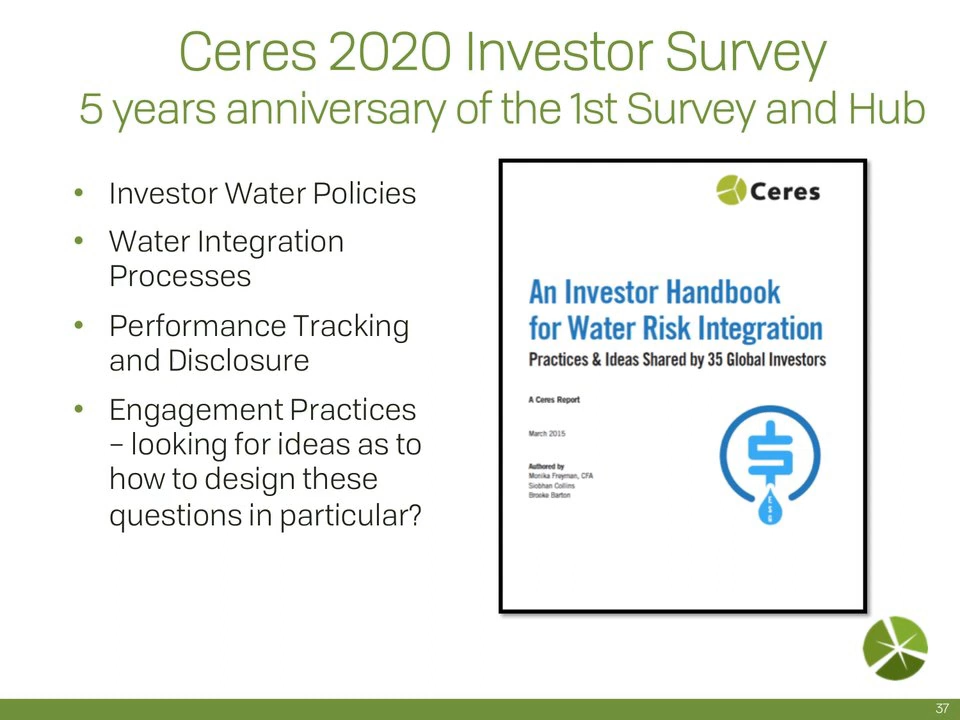 Ceres 2020 Investor Survey
5 years anniversary of the 1st Survey and Hub
• Investor Water Policies
• Water Integration
Processes
• Performance Tracking
and Disclosure
• Engagement Practices
– looking for ideas as to
how to design these
questions in particular?
Ceres
An Investor Handbook
for Water Risk Integration
Practices & Ideas Shared by 35 Global Investors
A Ceres Report
March 2015
Authored by
Monika Freyman, CFA
Siobhan Collins
Brooke Barton
$
ESG
37